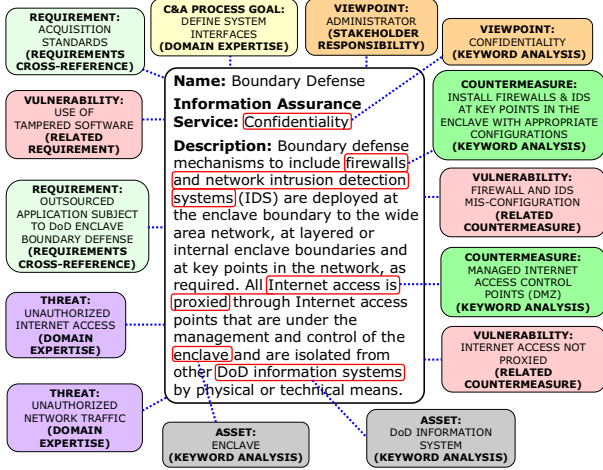 REQUIREMENT:
ACQUISITION
STANDARDS
(REQUIREMENTS
CROSS-REFERENCE)
C&A PROCESS GOAL:
DEFINE SYSTEM
INTERFACES
(DOMAIN EXPERTISE)
VIEWPOINT:
ADMINISTRATOR
(STAKEHOLDER
RESPONSIBILITY)
VIEWPOINT:
CONFIDENTIALITY
(KEYWORD ANALYSIS)
VULNERABILITY:
USE OF
TAMPERED SOFTWARE
(RELATED
REQUIREMENT)
REQUIREMENT:
OUTSOURCED
APPLICATION SUBJECT
TO DoD ENCLAVE
BOUNDARY DEFENSE
(REQUIREMENTS
CROSS-REFERENCE)
THREAT:
UNAUTHORIZED
INTERNET ACCESS
(DOMAIN
EXPERTISE)
THREAT:
UNAUTHORIZED
NETWORK TRAFFIC
(DOMAIN
EXPERTISE)
Name: Boundary Defense
Information Assurance
Service: Confidentiality
Description: Boundary defense
mechanisms to include firewalls
and network intrusion detection
systems (IDS) are deployed at
the enclave boundary to the wide
area network, at layered or
internal enclave boundaries and
at key points in the network, as
required. All Internet access is
proxied through Internet access
points that are under the
management and control of the
enclave and are isolated from
other DoD information systems
by physical or technical means.
COUNTERMEASURE:
INSTALL FIREWALLS & IDS
AT KEY POINTS IN THE
ENCLAVE WITH APPROPRIATE
CONFIGURATIONS
(KEYWORD ANALYSIS)
VULNERABILITY:
FIREWALL AND IDS
MIS-CONFIGURATION
(RELATED
COUNTERMEASURE)
COUNTERMEASURE:
MANAGED INTERNET
ACCESS CONTROL
POINTS (DMZ)
(KEYWORD ANALYSIS)
VULNERABILITY:
INTERNET ACCESS NOT
PROXIED
(RELATED
COUNTERMEASURE)
ASSET:
ENCLAVE
(KEYWORD ANALYSIS)
ASSET:
DoD INFORMATION
SYSTEM
(KEYWORD ANALYSIS)